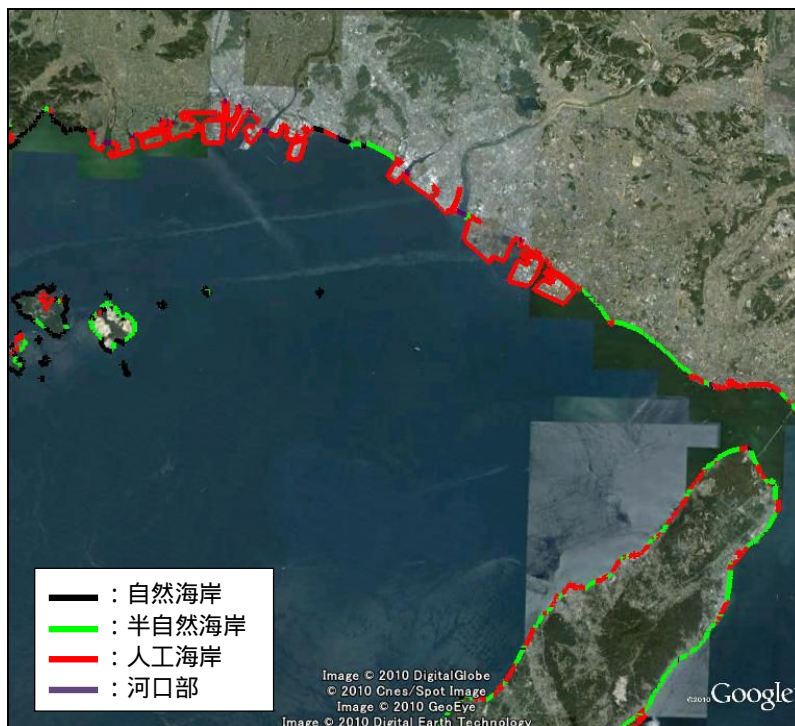 ：自然海岸
：半自然海岸
：人工海岸
：河口部
Image © 2010 DigitalGlobe
© 2010 Cnes/Spot Image
Image © 2010 GeoEye
Image © 2010 Digital Earth Technology
©2010 Google